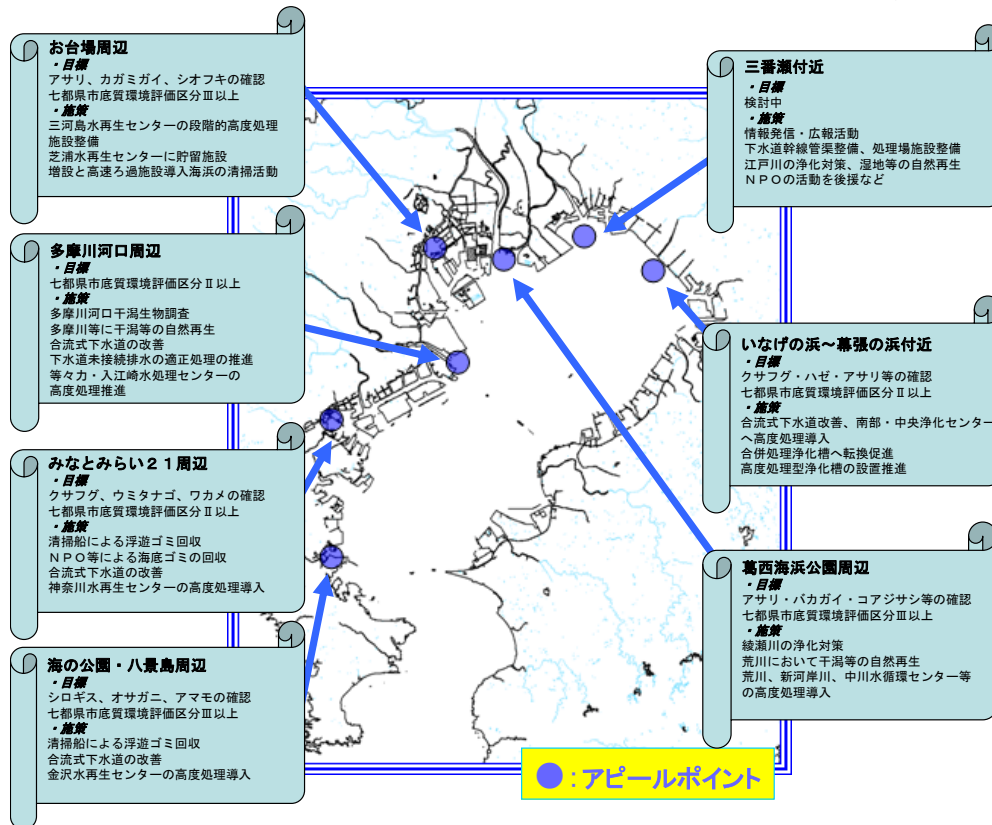 お台場周辺
・目標
アサリ、カガミガイ、シオフキの確認
七都県市底質環境評価区分Ⅲ以上
・施策
三河島水再生センターの段階的高度処理
施設整備
芝浦水再生センターに貯留施設
増設と高速ろ過施設導入海浜の清掃活動
多摩川河口周辺
・目標
七都県市底質環境評価区分Ⅱ以上
・施策
多摩川河口干潟生物調査
多摩川等に干潟等の自然再生
合流式下水道の改善
下水道未接続排水の適正処理の推進
等々力・入江崎水処理センターの
高度処理推進
みなとみらい２１周辺
・目標
クサフグ、ウミタナゴ、ワカメの確認
七都県市底質環境評価区分Ⅱ以上
・施策
清掃船による浮遊ゴミ回収
ＮＰＯ等による海底ゴミの回収
合流式下水道の改善
神奈川水再生センターの高度処理導入
海の公園・八景島周辺
・目標
シロギス、オサガニ、アマモの確認
七都県市底質環境評価区分Ⅲ以上
・施策
清掃船による浮遊ゴミ回収
合流式下水道の改善
金沢水再生センターの高度処理導入
三番瀬付近
・目標
検討中
・施策
情報発信・広報活動
下水道幹線管渠整備、処理場施設整備
江戸川の浄化対策、湿地等の自然再生
ＮＰＯの活動を後援など
いなげの浜～幕張の浜付近
・目標
クサフグ・ハゼ・アサリ等の確認
七都県市底質環境評価区分Ⅱ以上
・施策
合流式下水道改善、南部・中央浄化センター
へ高度処理導入
合併処理浄化槽へ転換促進
高度処理型浄化槽の設置推進
葛西海浜公園周辺
・目標
アサリ・バカガイ・コアジサシ等の確認
七都県市底質環境評価区分Ⅲ以上
・施策
綾瀬川の浄化対策
荒川において干潟等の自然再生
荒川、新河岸川、中川水循環センター等
の高度処理導入
：アピールポイント